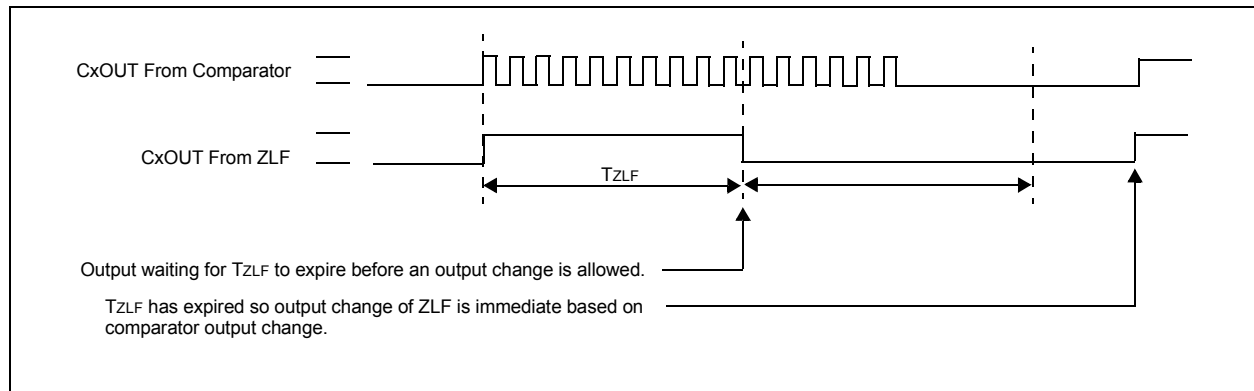 CxOUT From Comparator
CxOUT From ZLF
TZLF
Output waiting for TZLF to expire before an output change is allowed.
TZLF has expired so output change of ZLF is immediate based on
comparator output change.